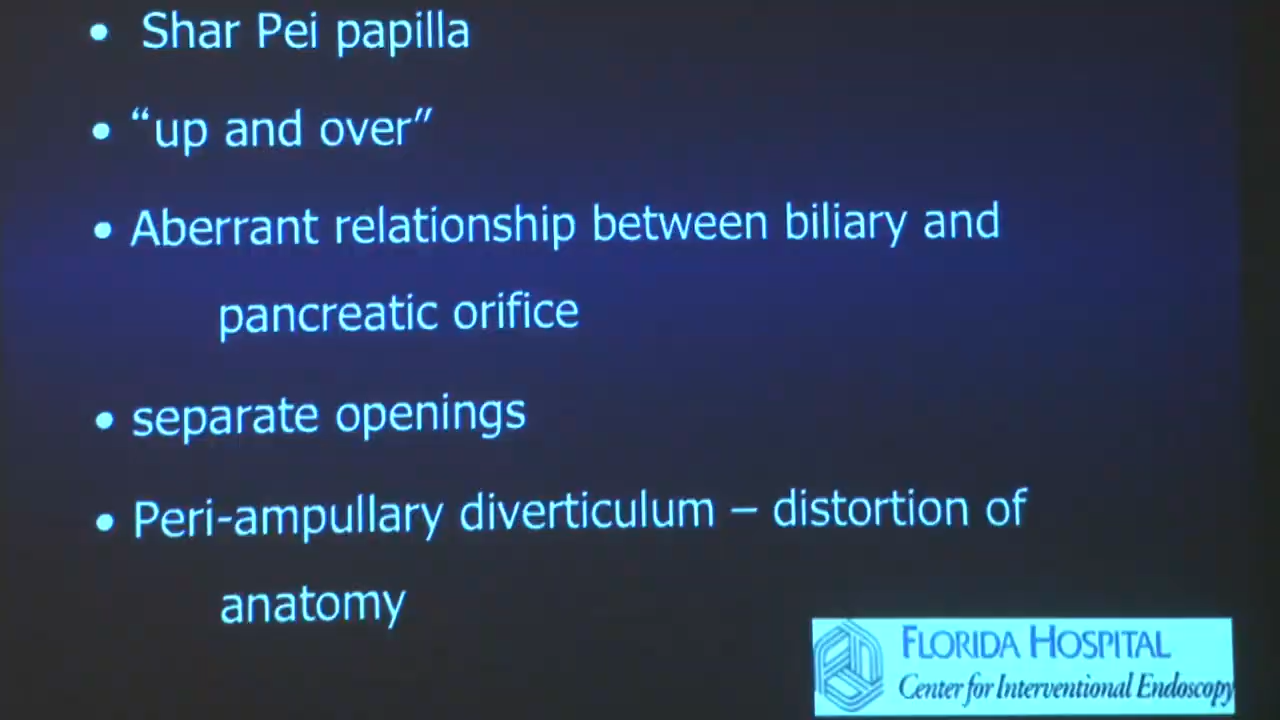 • Shar Pei papilla
• “up and over”
• Aberrant relationship between biliary and
pancreatic orifice
• separate openings
• Peri-ampullary diverticulum – distortion of
anatomy
FLORIDA HOSPITAL
Center for Interventional Endoscopy